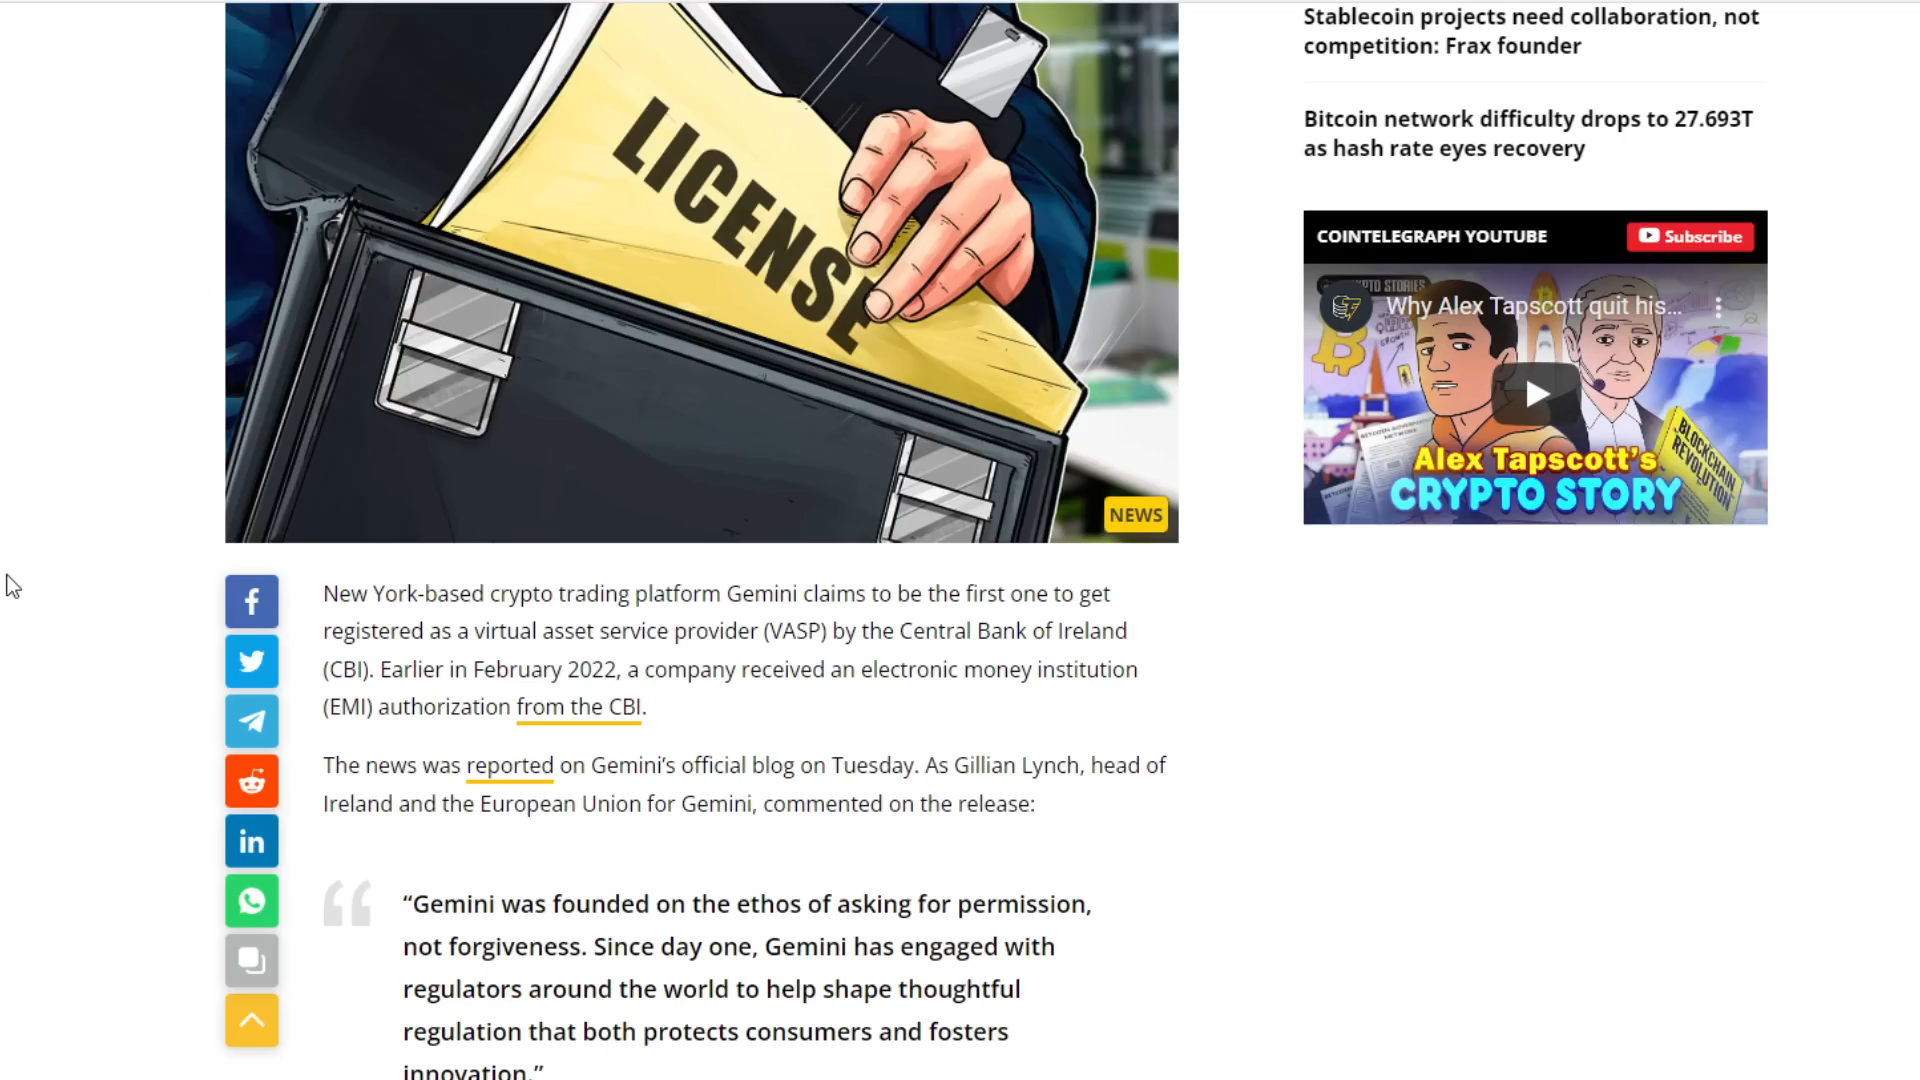 LICENSE
NEWS
New York-based crypto trading platform Gemini claims to be the first one to get
registered as a virtual asset service provider (VASP) by the Central Bank of Ireland
(CBI). Earlier in February 2022, a company received an electronic money institution
(EMI) authorization from the CBI.
The news was reported on Gemini’s official blog on Tuesday. As Gillian Lynch, head of
Ireland and the European Union for Gemini, commented on the release:
“Gemini was founded on the ethos of asking for permission,
not forgiveness. Since day one, Gemini has engaged with
regulators around the world to help shape thoughtful
regulation that both protects consumers and fosters
innovation.”
Stablecoin projects need collaboration, not
competition: Frax founder
Bitcoin network difficulty drops to 27.693T
as hash rate eyes recovery
COINTELEGRAPH YOUTUBE
Subscribe
Why Alex Tapscott quit his...
BLOCKCHAIN
REVOLUTION
Alex Tapscott's
CRYPTO STORY